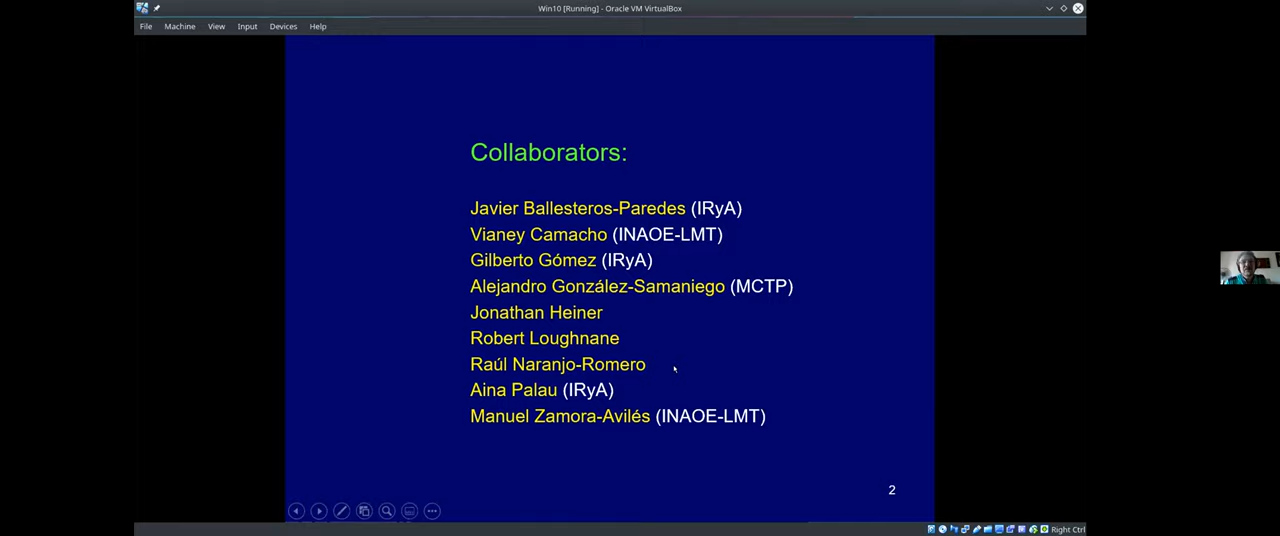 Win10 [Running] - Oracle VM VirtualBox
File Machine View Input Devices Help
Collaborators:
Javier Ballesteros-Paredes (IRyA)
Vianey Camacho (INAOE-LMT)
Gilberto Gómez (IRyA)
Alejandro González-Samaniego (MCTP)
Jonathan Heiner
Robert Loughnane
Raúl Naranjo-Romero
Aina Palau (IRyA)
Manuel Zamora-Avilés (INAOE-LMT)
2
Right Ctrl